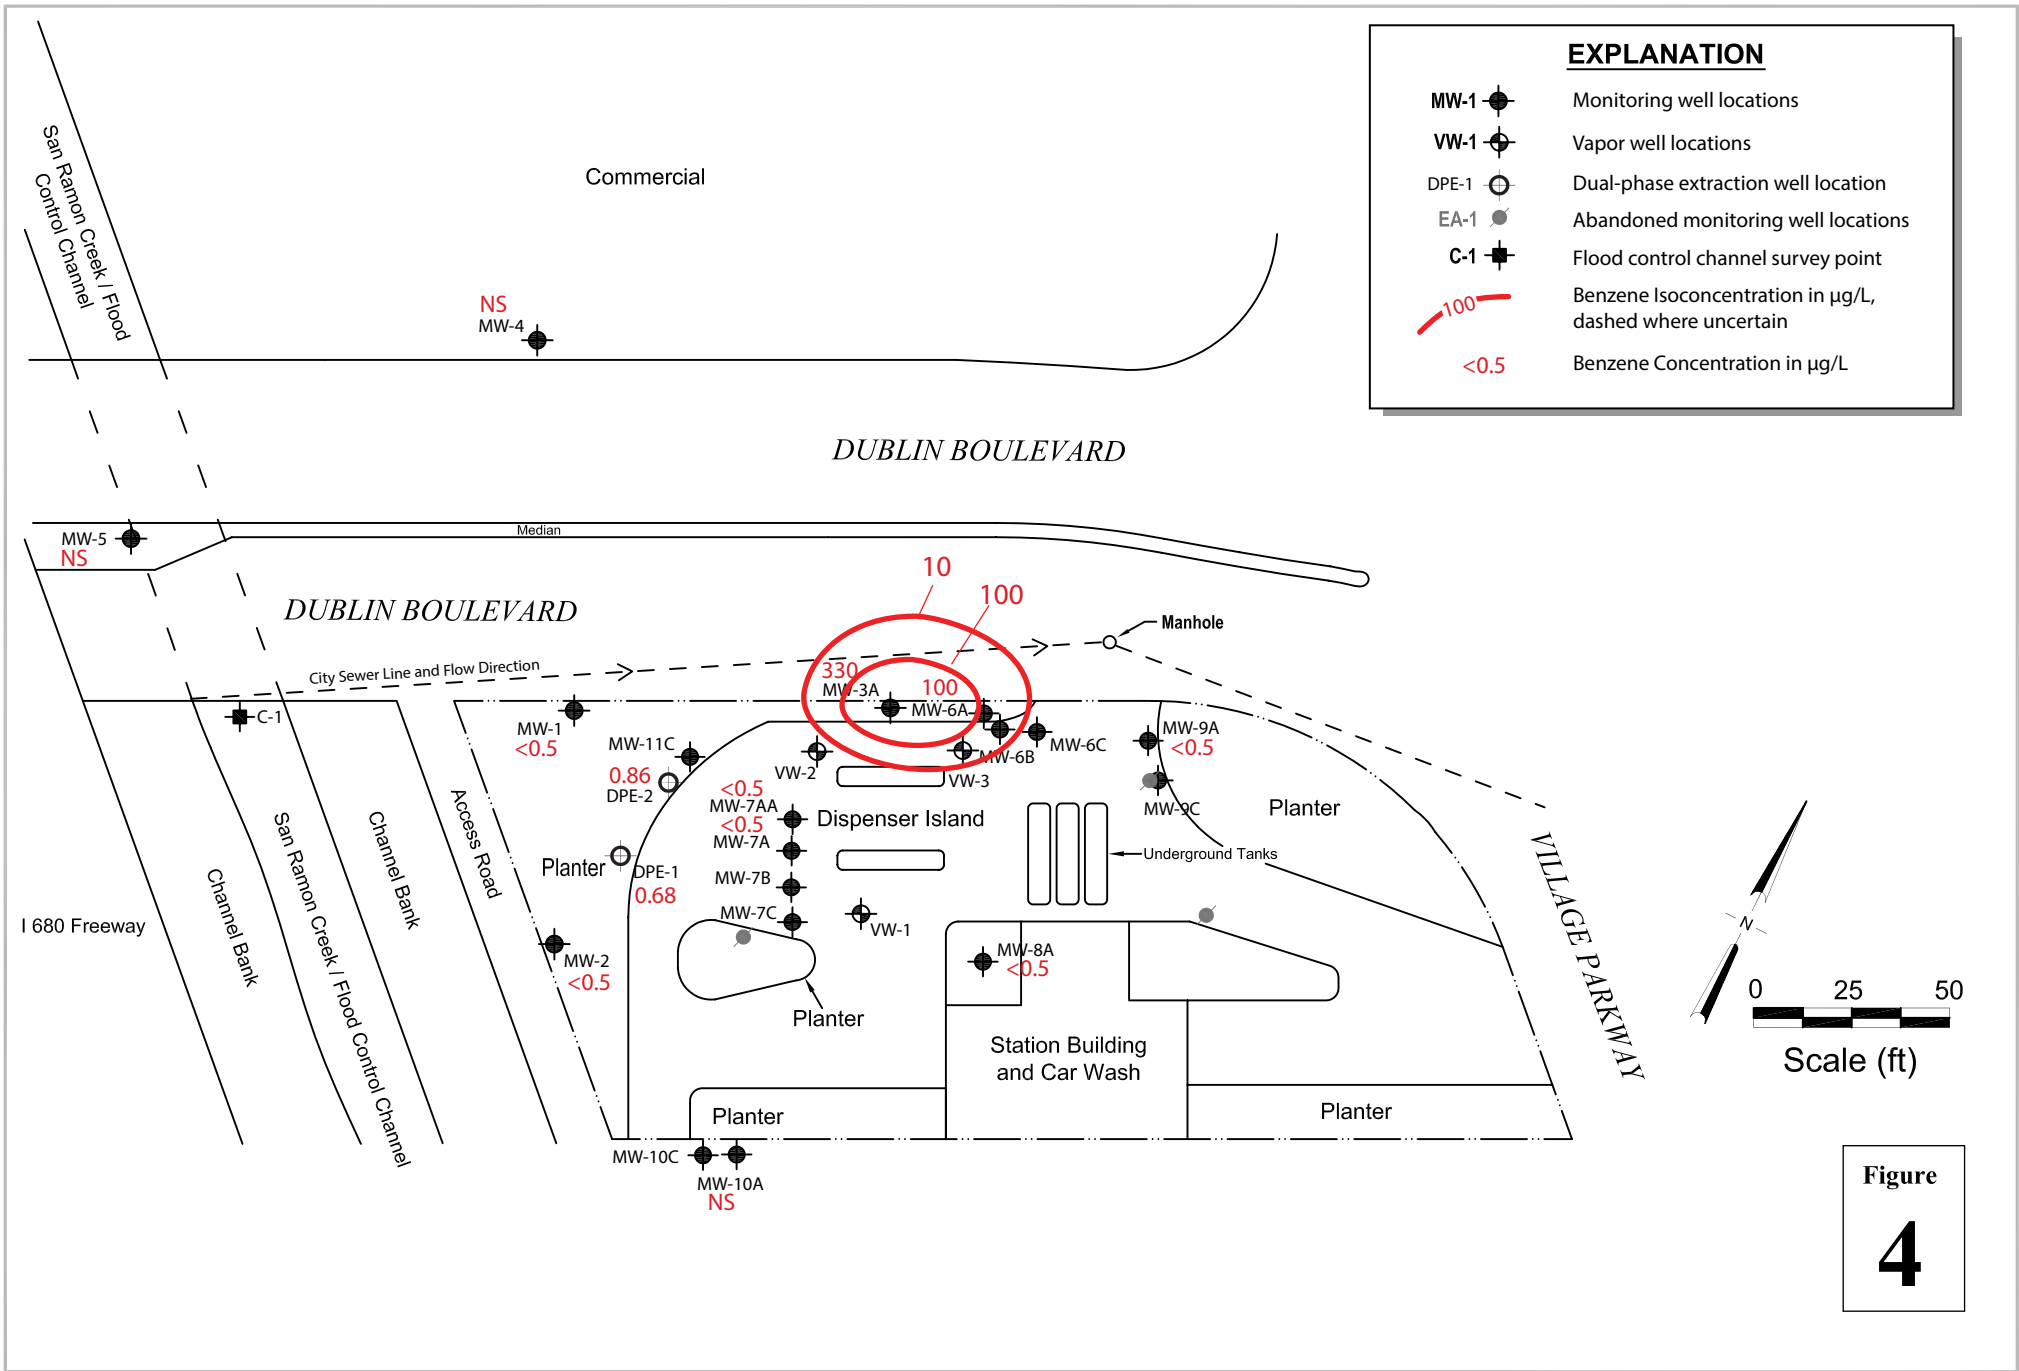 EXPLANATION
MW-1 Monitoring well locations
VW-1 Vapor well locations
DPE-1 Dual-phase extraction well location
EA-1 Abandoned monitoring well locations
C-1 Flood control channel survey point
100 Benzene Isoconcentration in µg/L,
dashed where uncertain
<0.5 Benzene Concentration in µg/L
San Ramon Creek / Flood
Control Channel
Commercial
NS
MW-4
DUBLIN BOULEVARD
Median
MW-5
NS
DUBLIN BOULEVARD
10
100
Manhole
City Sewer Line and Flow Direction
330
MW-3A
100
MW-6A
C-1
MW-1
<0.5
MW-11C
0.86
DPE-2
VW-2
VW-3
MW-6B
MW-6C
MW-9A
<0.5
MW-9C
<0.5
MW-7AA
<0.5
MW-7A
MW-7B
MW-7C
Dispenser Island
Planter
Underground Tanks
Planter
DPE-1
0.68
VW-1
MW-2
<0.5
MW-8A
<0.5
I 680 Freeway
Channel Bank
San Ramon Creek / Flood Control Channel
Channel Bank
Access Road
Planter
Station Building
and Car Wash
Planter
Planter
MW-10C
MW-10A
NS
VILLAGE PARKWAY
N
0 25 50
Scale (ft)
Figure
4